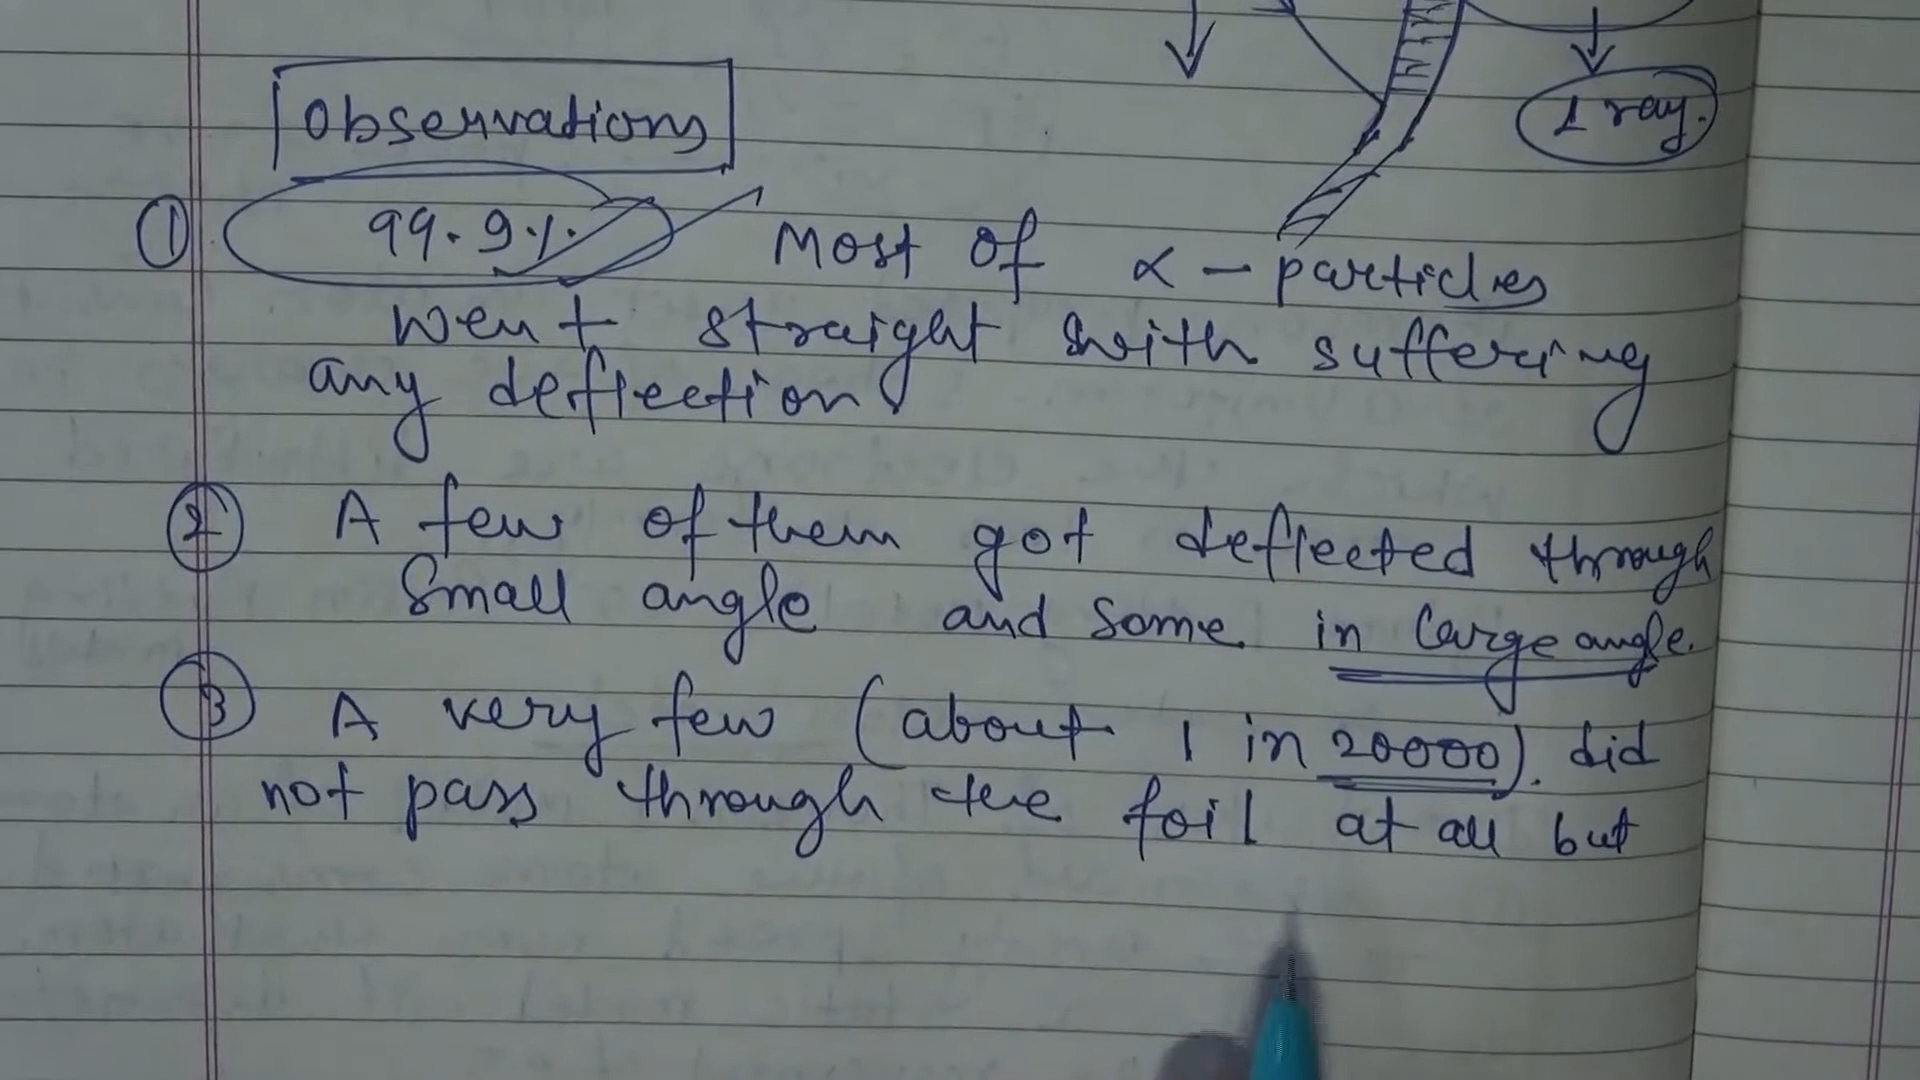 1 ray.
Observations
① 99.9% Most of α - particles
went straight with suffering
any deflection
② A few of them got deflected through
Small angle and some in large angle.
③ A very few (about 1 in 20000). did
not pass through the foil at all but